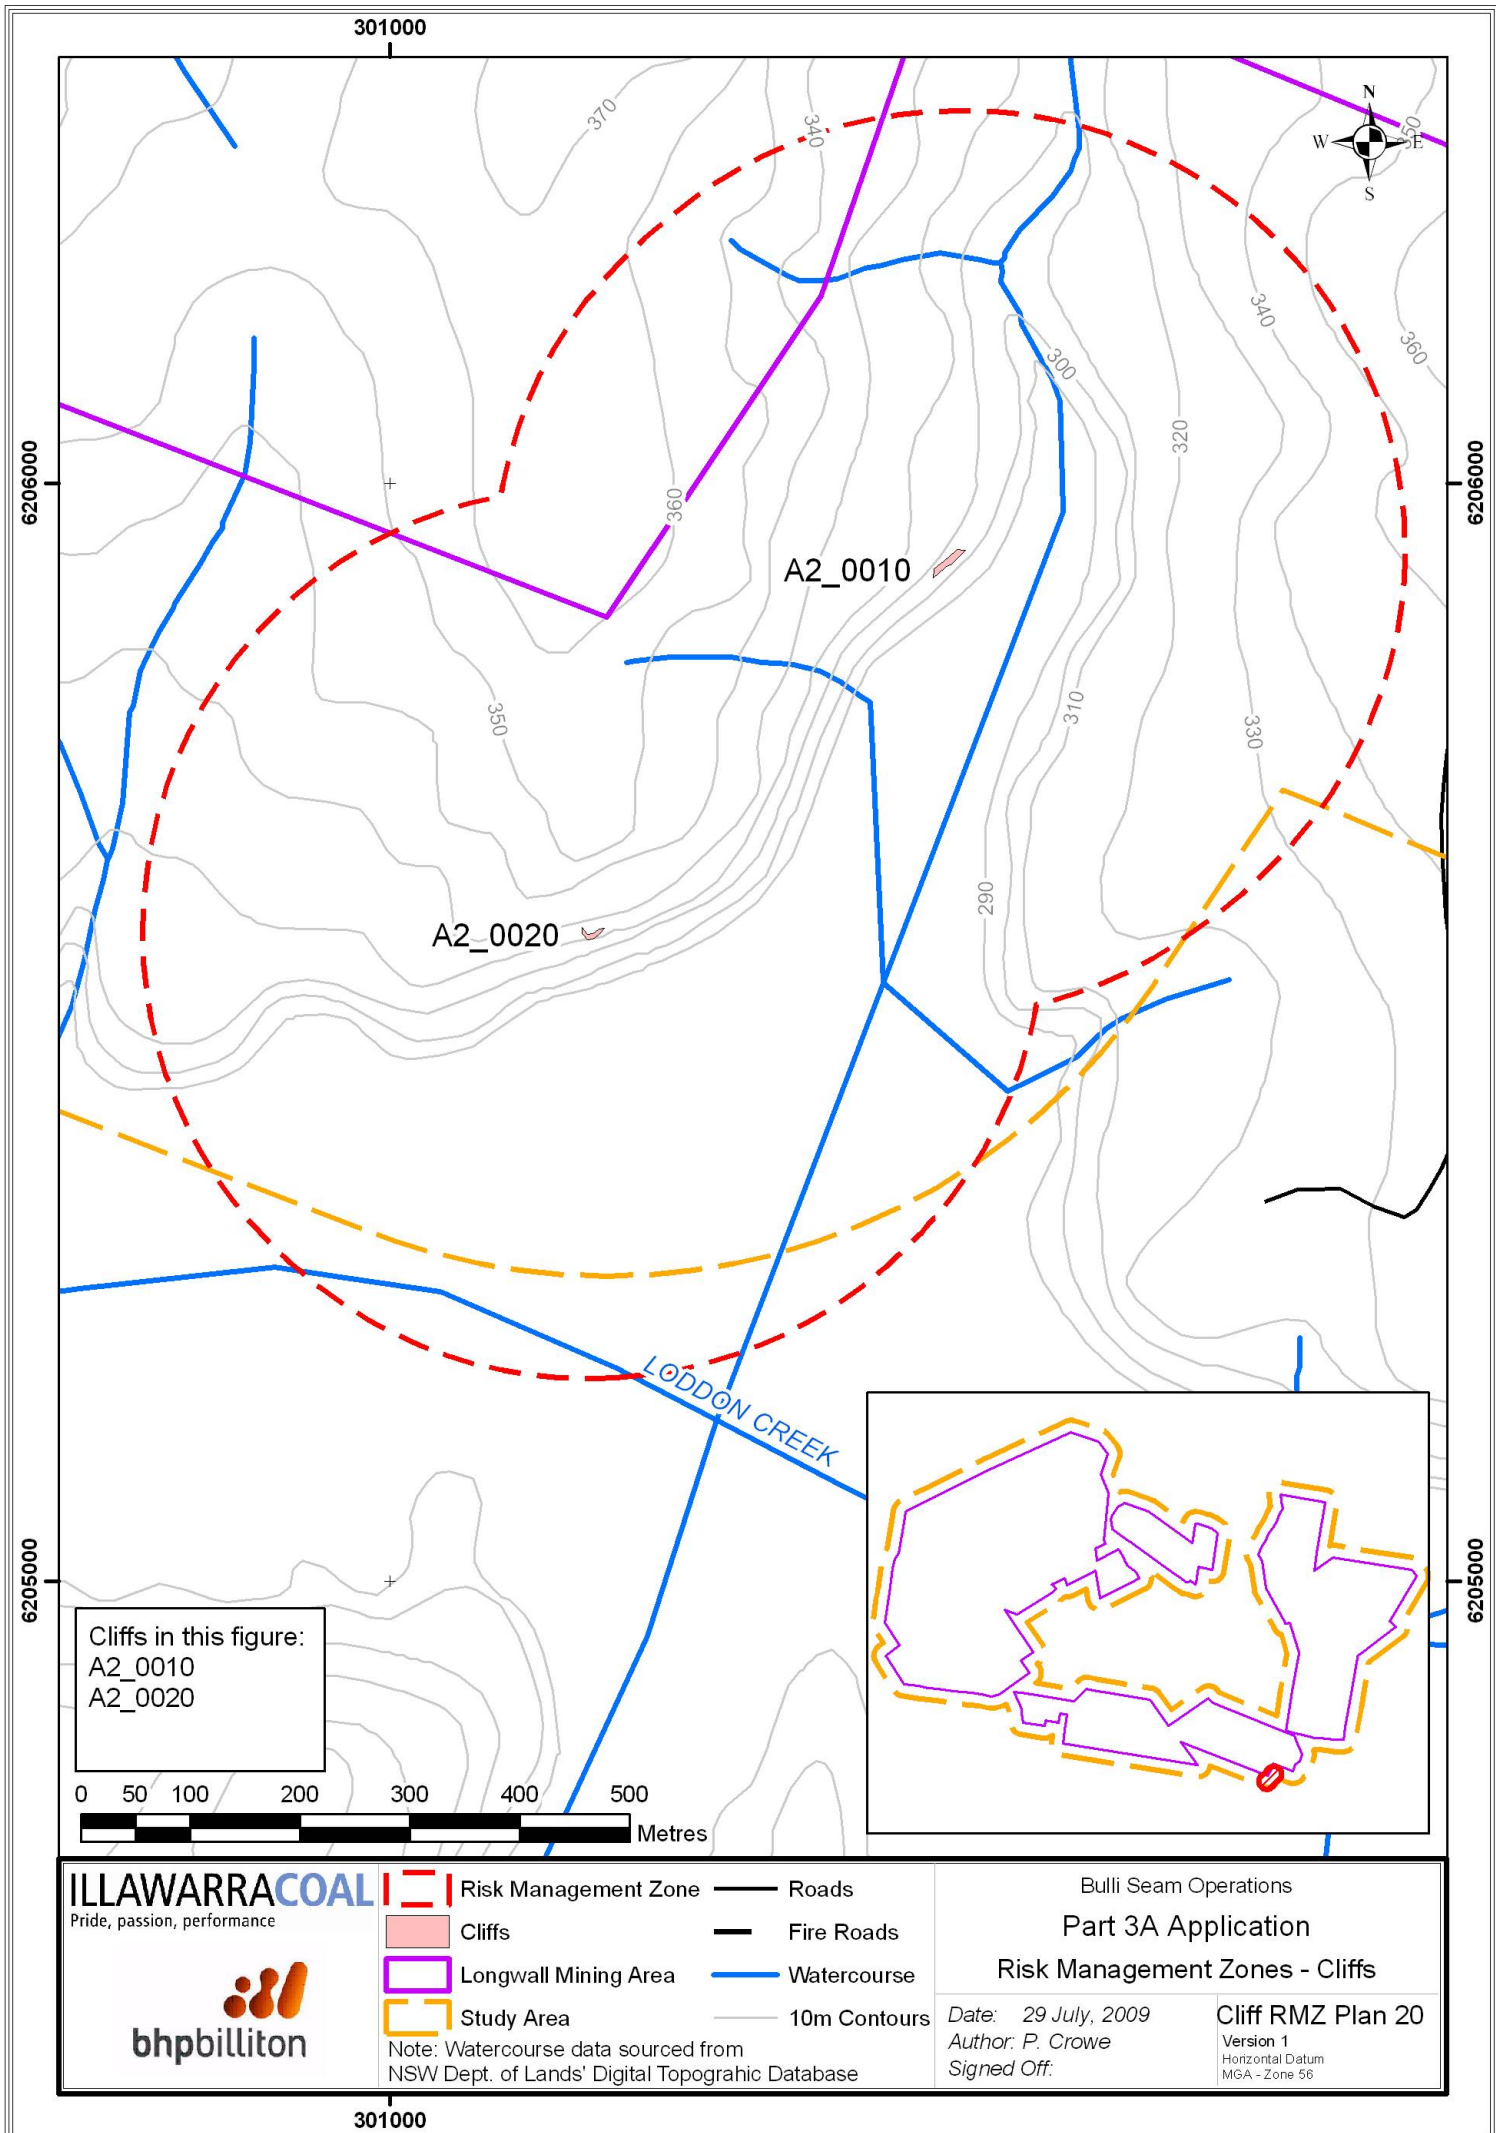 301000
370
340
350
N
W
E
S
340
360
300
320
6206000
6206000
360
A2_0010
350
310
330
290
A2_0020
LODDON CREEK
6205000
6205000
Cliffs in this figure:
A2_0010
A2_0020
0 50 100 200 300 400 500
Metres
ILLAWARRACOAL
Pride, passion, performance
bhpbilliton
Risk Management Zone
Cliffs
Longwall Mining Area
Study Area
Roads
Fire Roads
Watercourse
10m Contours
Note: Watercourse data sourced from
NSW Dept. of Lands' Digital Topograhic Database
Bulli Seam Operations
Part 3A Application
Risk Management Zones - Cliffs
Date: 29 July, 2009
Author: P. Crowe
Signed Off:
Cliff RMZ Plan 20
Version 1
Horizontal Datum
MGA - Zone 56
301000